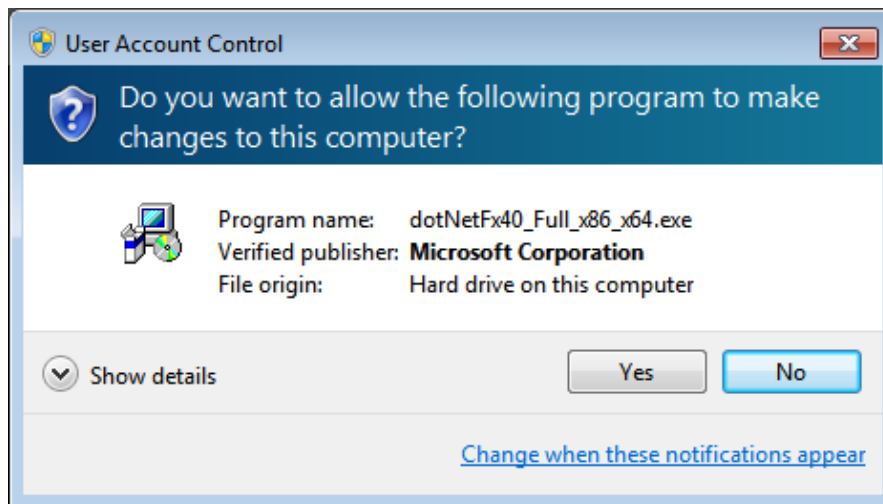 User Account Control
Do you want to allow the following program to make
changes to this computer?
Program name: dotNetFx40_Full_x86_x64.exe
Verified publisher: Microsoft Corporation
File origin: Hard drive on this computer
Show details
Yes
No
Change when these notifications appear